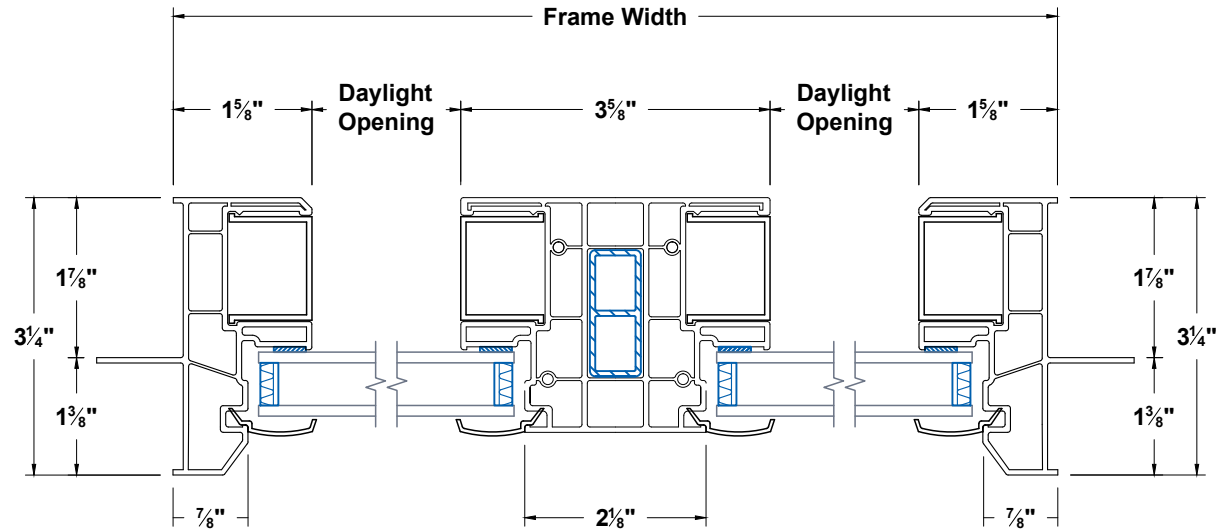 Frame Width
1⅝" Daylight Opening 3⅝" Daylight Opening 1⅝"
1⅞" 1⅞"
3¼" 3¼"
1⅜" 1⅜"
⅞" 2⅛" ⅞"